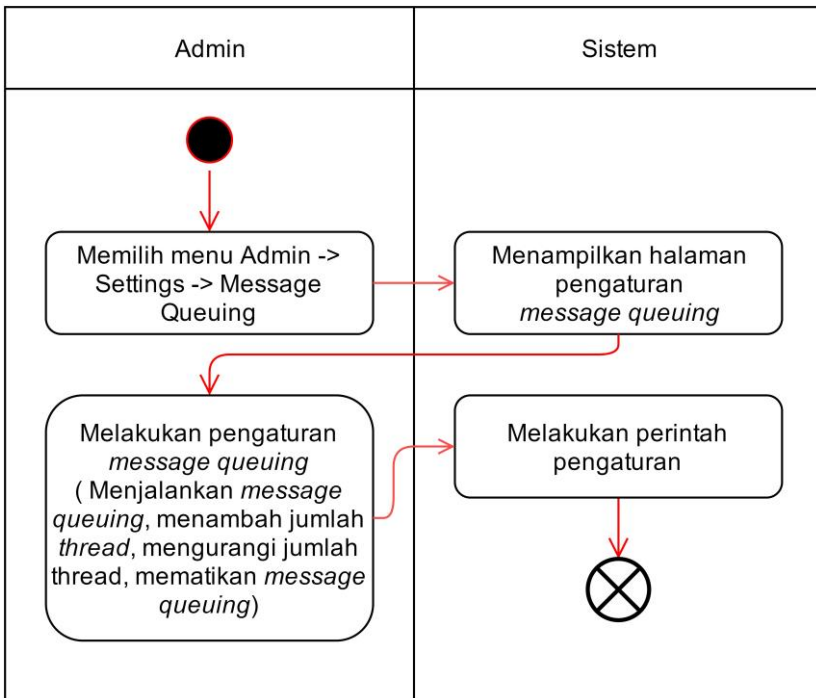 Admin
Sistem
Memilih menu Admin ->
Settings -> Message
Queuing
Menampilkan halaman
pengaturan
message queuing
Melakukan pengaturan
message queuing
( Menjalankan message
queuing, menambah jumlah
thread, mengurangi jumlah
thread, mematikan message
queuing)
Melakukan perintah
pengaturan